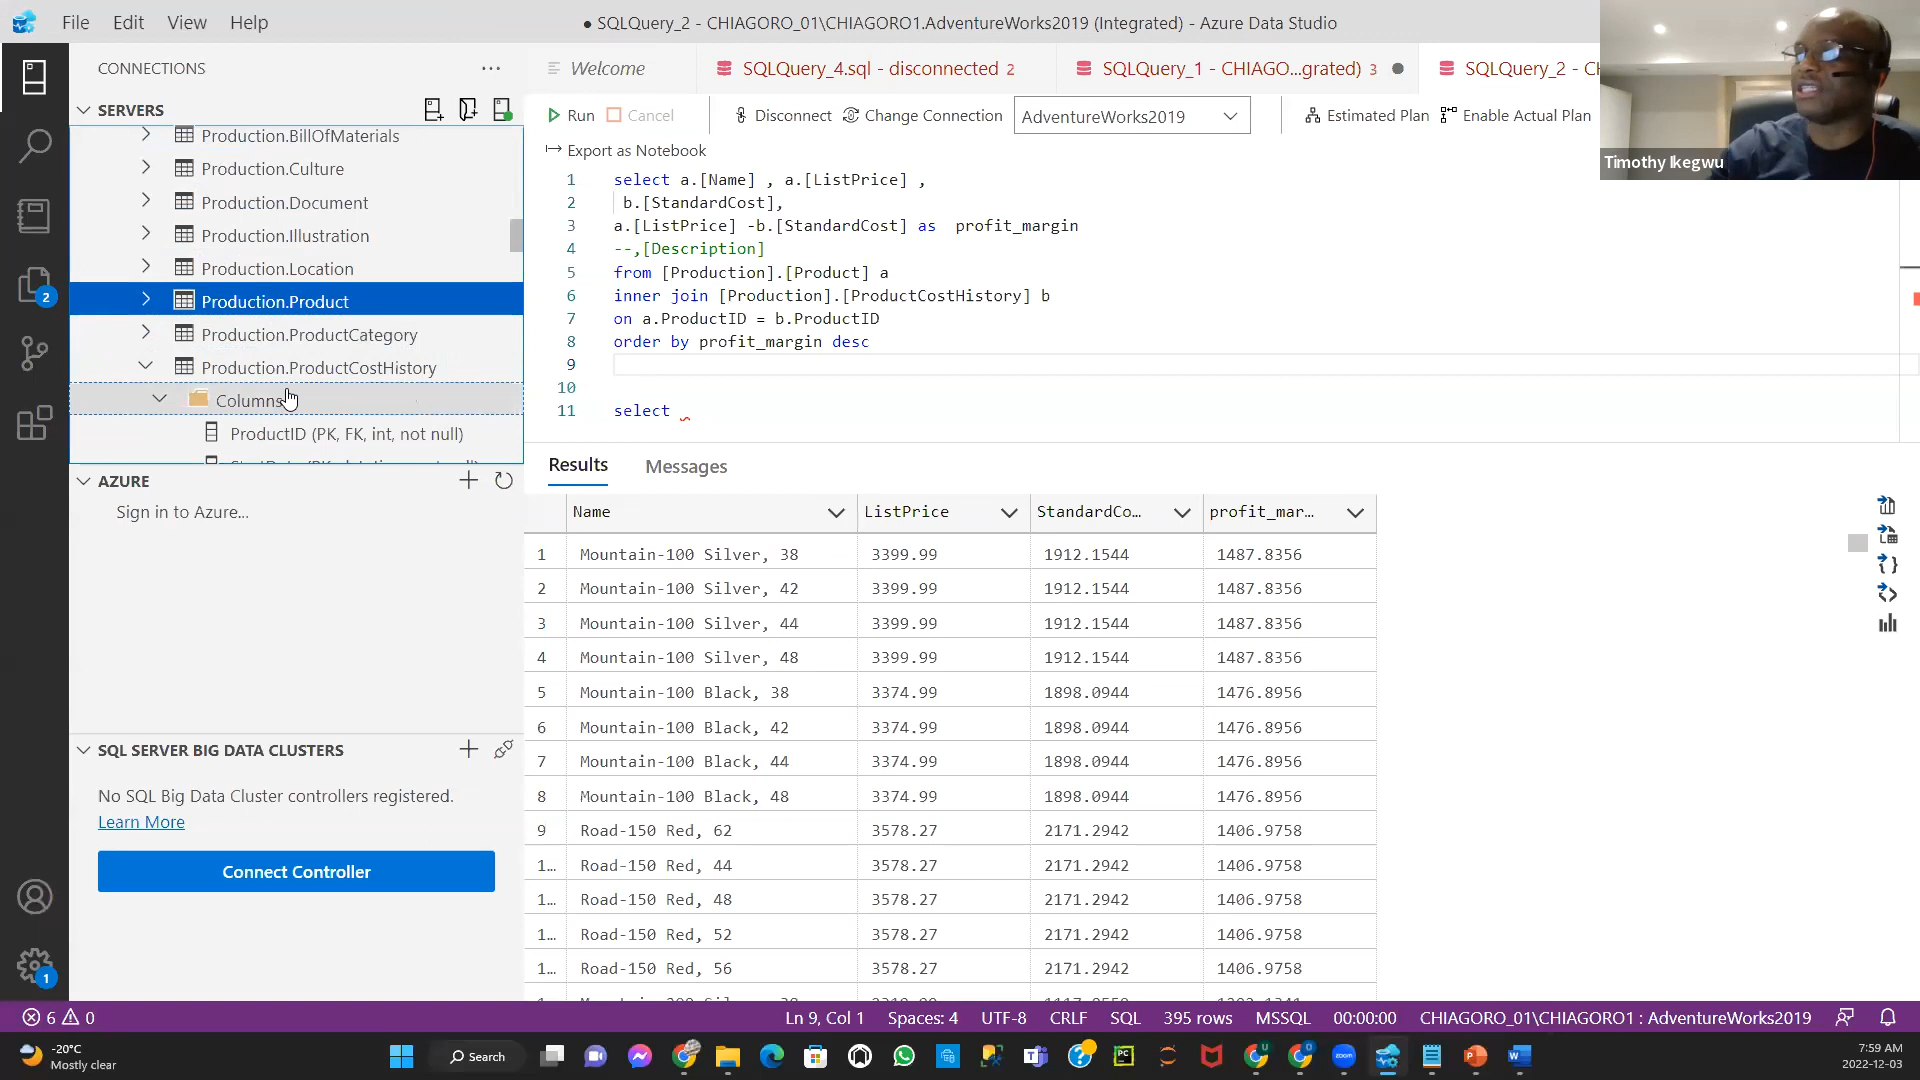 File Edit View Help
● SQLQuery_2 - CHIAGORO_01\CHIAGORO1.AdventureWorks2019 (Integrated) - Azure Data Studio
CONNECTIONS
SERVERS
Production.BillOfMaterials
Production.Culture
Production.Document
Production.Illustration
Production.Location
Production.Product
Production.ProductCategory
Production.ProductCostHistory
Columns
ProductID (PK, FK, int, not null)
AZURE
Sign in to Azure...
SQL SERVER BIG DATA CLUSTERS
No SQL Big Data Cluster controllers registered.
Learn More
Connect Controller
2
1
Welcome
SQLQuery_4.sql - disconnected 2
SQLQuery_1 - CHIAGO...grated) 3
SQLQuery_2 - CH
Run Cancel Disconnect Change Connection AdventureWorks2019 Estimated Plan Enable Actual Plan
Export as Notebook
1 select a.[Name] , a.[ListPrice] ,
2 b.[StandardCost],
3 a.[ListPrice] -b.[StandardCost] as profit_margin
4 --,[Description]
5 from [Production].[Product] a
6 inner join [Production].[ProductCostHistory] b
7 on a.ProductID = b.ProductID
8 order by profit_margin desc
9
10
11 select
Timothy Ikegwu
Results Messages
Name ListPrice StandardCo... profit_mar...
1 Mountain-100 Silver, 38 3399.99 1912.1544 1487.8356
2 Mountain-100 Silver, 42 3399.99 1912.1544 1487.8356
3 Mountain-100 Silver, 44 3399.99 1912.1544 1487.8356
4 Mountain-100 Silver, 48 3399.99 1912.1544 1487.8356
5 Mountain-100 Black, 38 3374.99 1898.0944 1476.8956
6 Mountain-100 Black, 42 3374.99 1898.0944 1476.8956
7 Mountain-100 Black, 44 3374.99 1898.0944 1476.8956
8 Mountain-100 Black, 48 3374.99 1898.0944 1476.8956
9 Road-150 Red, 62 3578.27 2171.2942 1406.9758
1... Road-150 Red, 44 3578.27 2171.2942 1406.9758
1... Road-150 Red, 48 3578.27 2171.2942 1406.9758
1... Road-150 Red, 52 3578.27 2171.2942 1406.9758
1... Road-150 Red, 56 3578.27 2171.2942 1406.9758
6 0 Ln 9, Col 1 Spaces: 4 UTF-8 CRLF SQL 395 rows MSSQL 00:00:00 CHIAGORO_01\CHIAGORO1 : AdventureWorks2019
-20°C
Mostly clear
Search
zoom
7:59 AM
2022-12-03